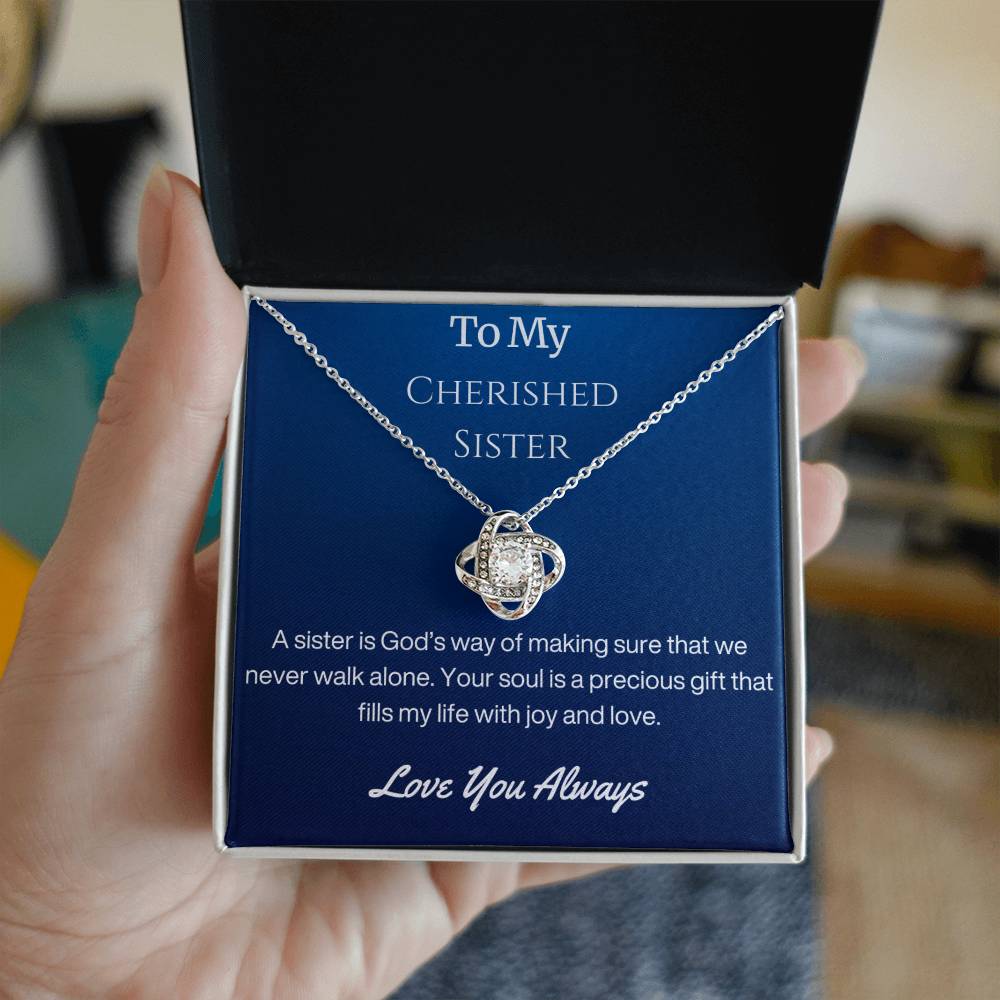 To My
Cherished
Sister
A sister is God’s way of making sure that we
never walk alone. Your soul is a precious gift that
fills my life with joy and love.
Love You Always